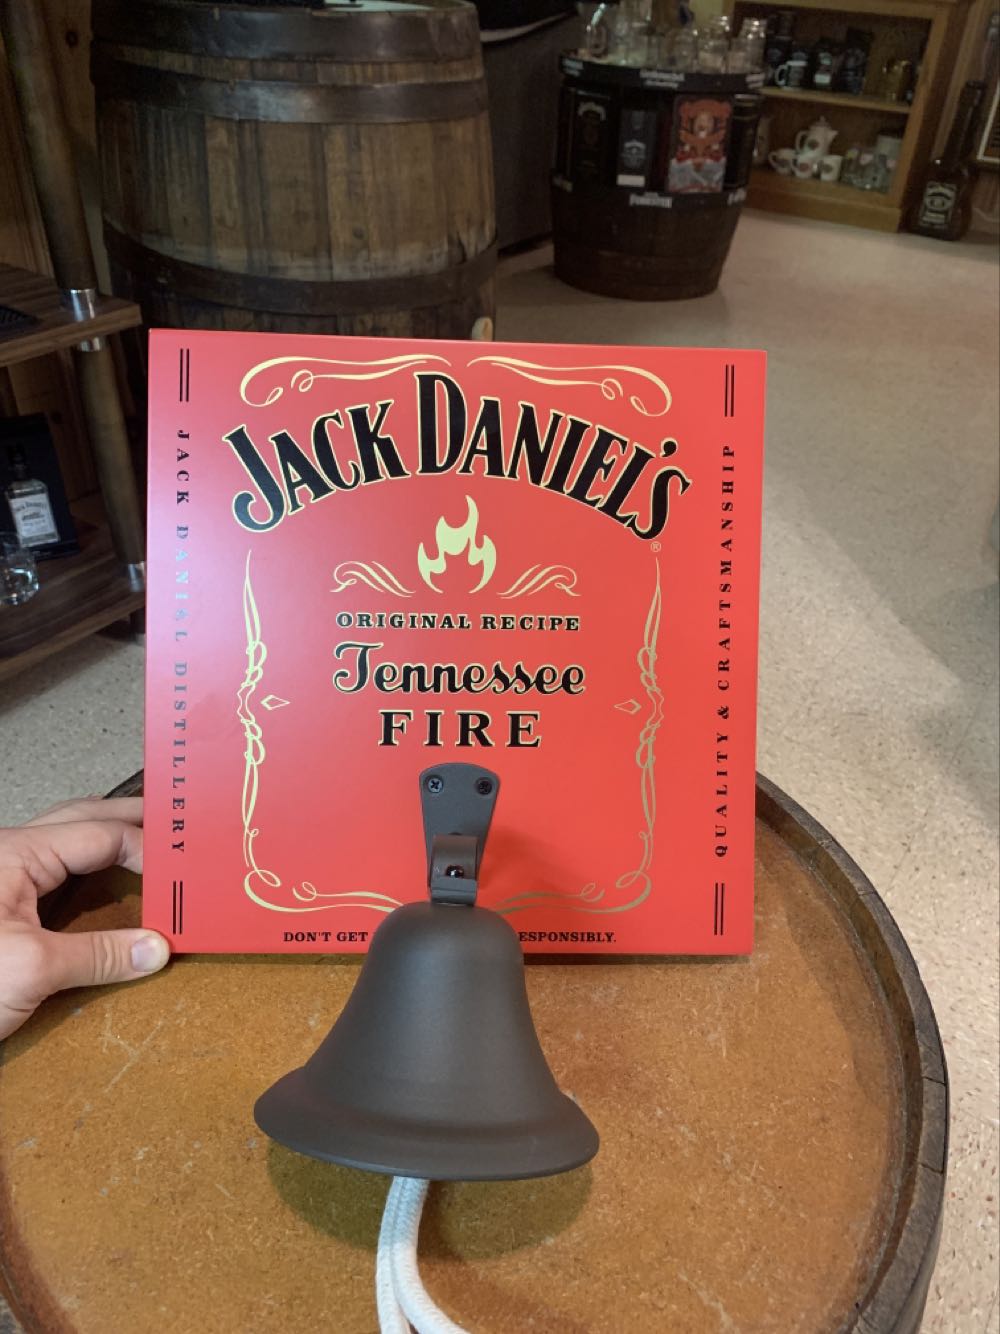 JACK DANIEL'S
®
ORIGINAL RECIPE
Tennessee
FIRE
JACK DANIEL DISTILLERY
QUALITY & CRAFTSMANSHIP
DON'T GET ESPONSIBLY.